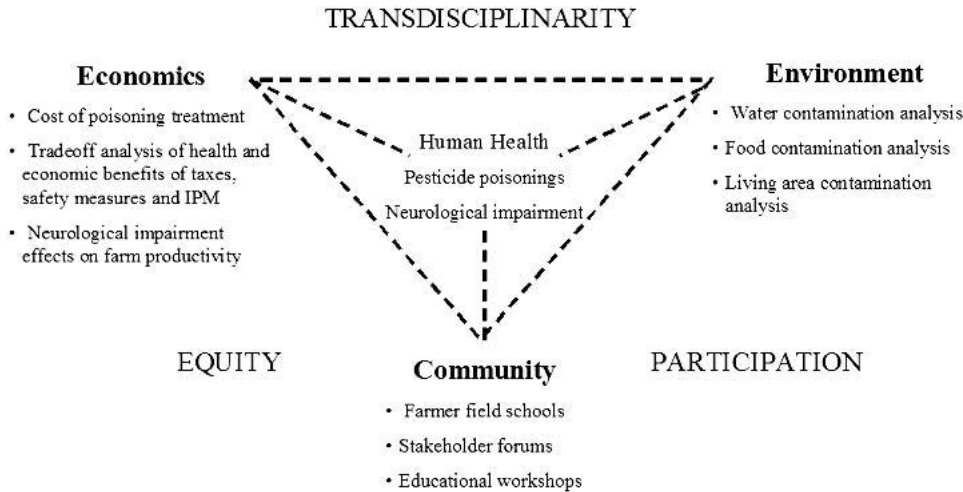 TRANSDISCIPLINARITY
Economics
• Cost of poisoning treatment
• Tradeoff analysis of health and
economic benefits of taxes,
safety measures and IPM
• Neurological impairment
effects on farm productivity
Human Health
Pesticide poisonings
Neurological impairment
Environment
• Water contamination analysis
• Food contamination analysis
• Living area contamination
analysis
EQUITY
PARTICIPATION
Community
• Farmer field schools
• Stakeholder forums
• Educational workshops